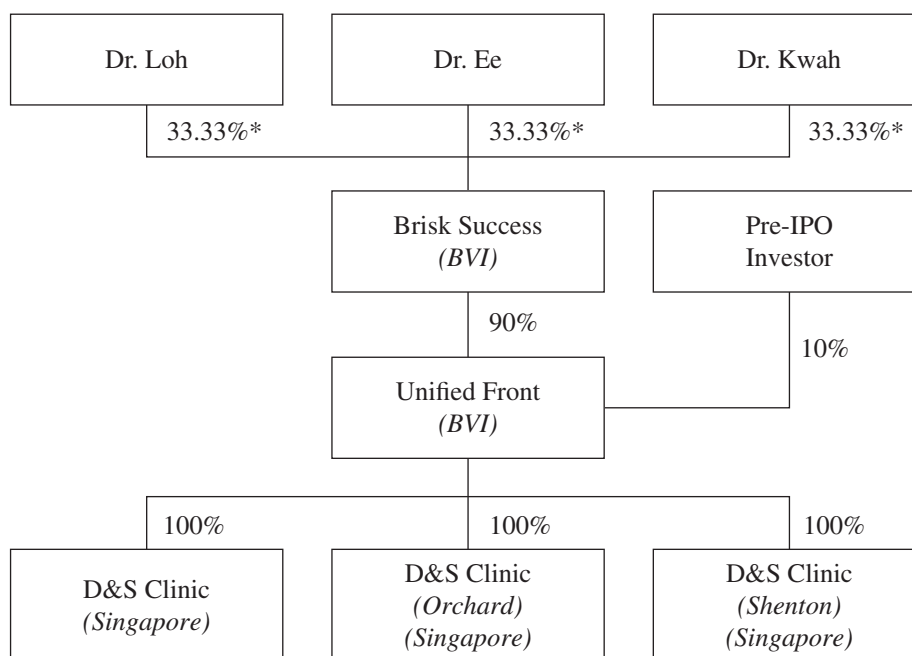 Dr. Loh
Dr. Ee
Dr. Kwah
33.33%*
33.33%*
33.33%*
Brisk Success
(BVI)
Pre-IPO
Investor
90%
10%
Unified Front
(BVI)
100%
100%
100%
D&S Clinic
(Singapore)
D&S Clinic
(Orchard)
(Singapore)
D&S Clinic
(Shenton)
(Singapore)